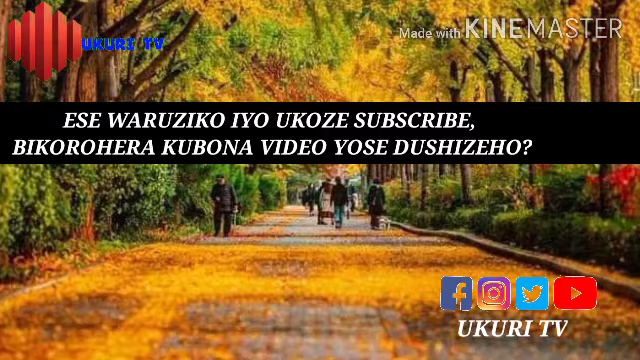 UKURI TV
Made with KINEMASTER
ESE WARUZIKO IYO UKOZE SUBSCRIBE,
BIKOROHERA KUBONA VIDEO YOSE DUSHIZEHO?
UKURI TV